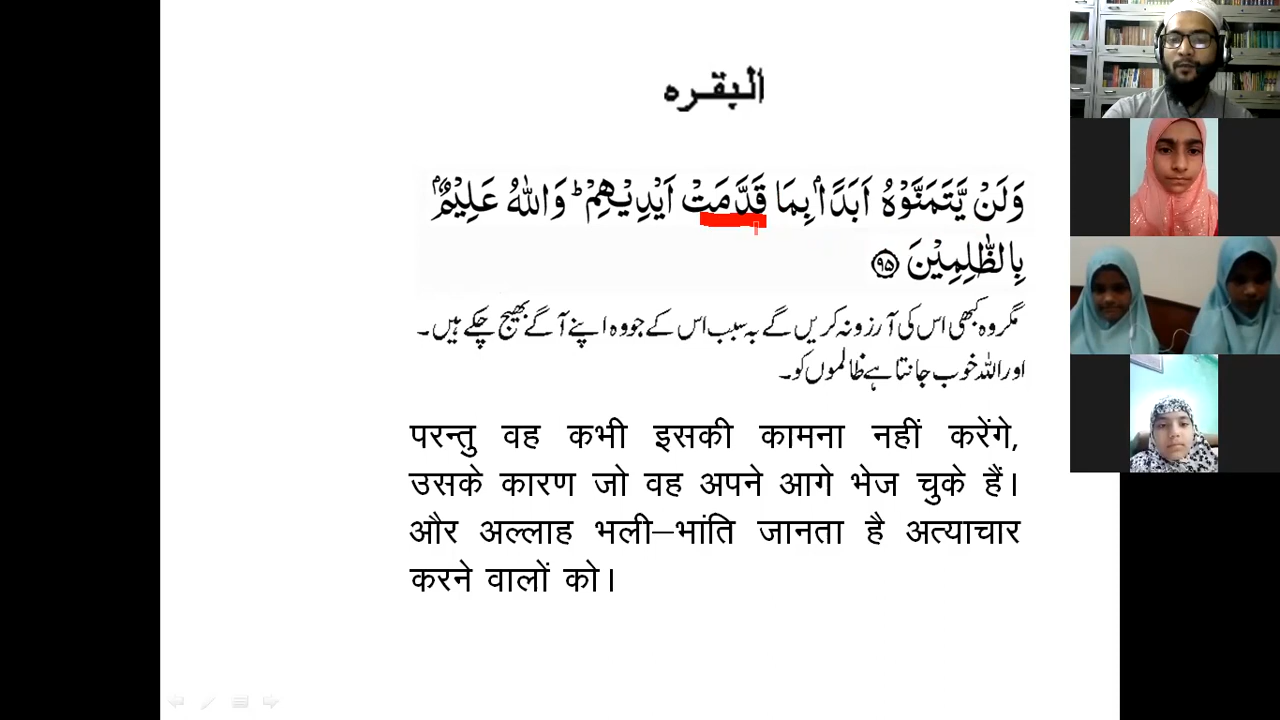 البقره
وَلَنْ يَّتَمَنَّوْهُ اَبَدًۢا بِمَا قَدَّمَتْ اَيْدِيْهِمْ ؕ وَاللّٰهُ عَلِيْمٌۢ
بِالظّٰلِمِيْنَ ﴿۹۵﴾
مگر وہ کبھی اس کی آرزو نہ کریں گے بہ سبب اس کے جو وہ اپنے آگے بھیج چکے ہیں۔
اور اللہ خوب جانتا ہے ظالموں کو۔
परन्तु वह कभी इसकी कामना नहीं करेंगे,
उसके कारण जो वह अपने आगे भेज चुके हैं।
और अल्लाह भली–भांति जानता है अत्याचार
करने वालों को।